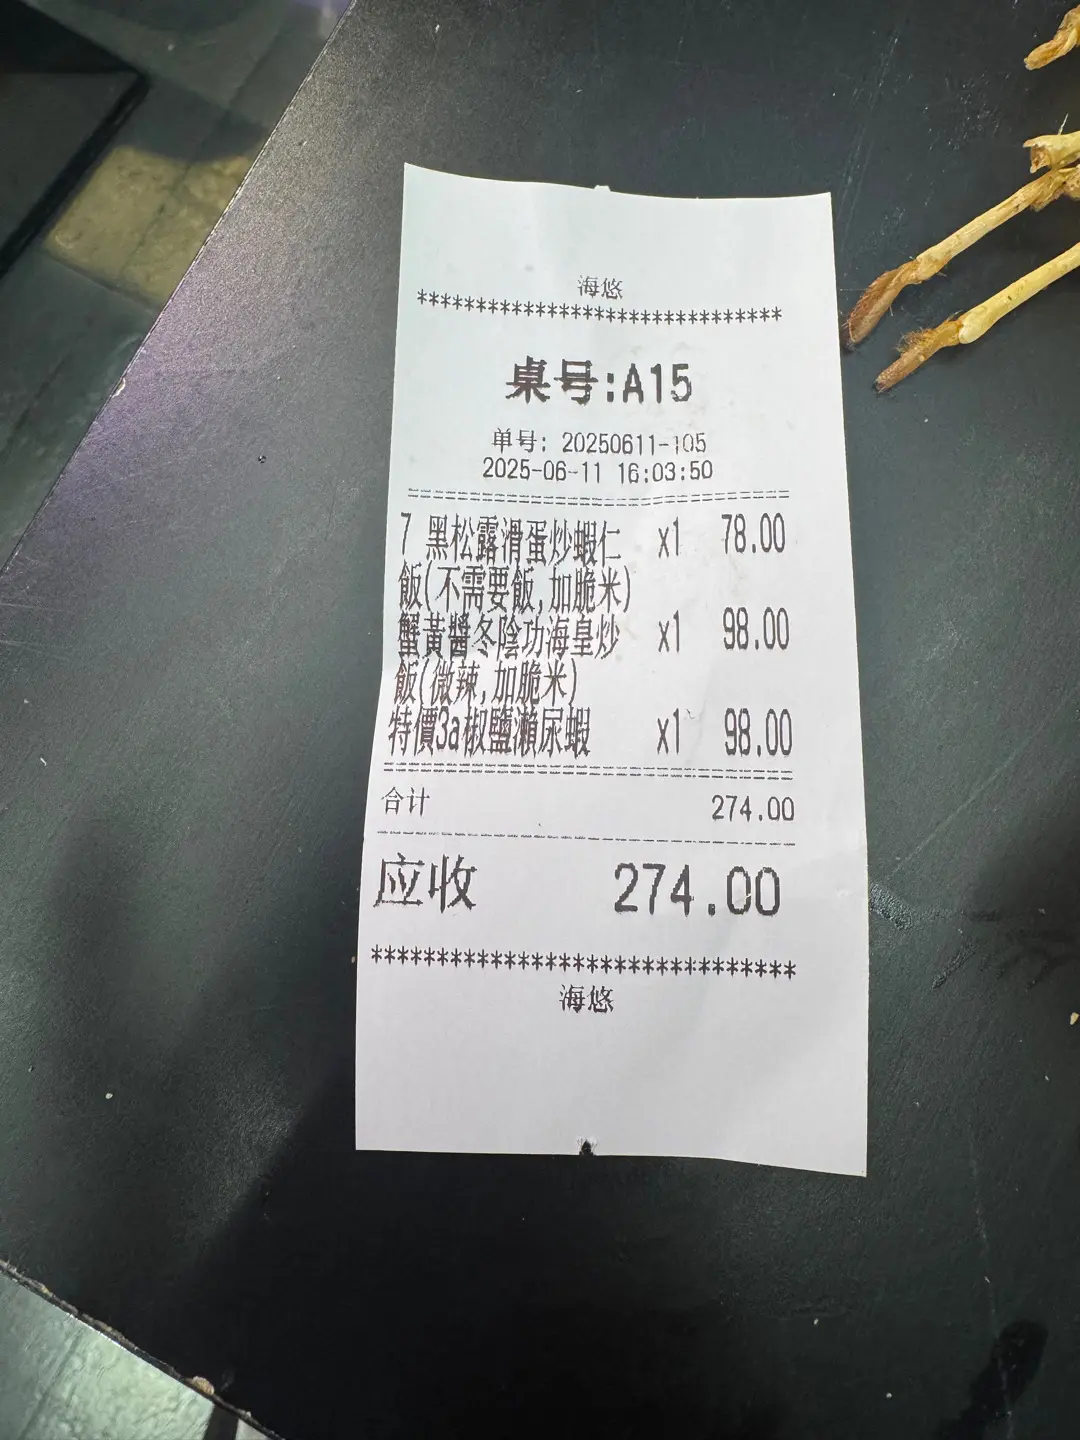 海悠
******************************
桌号:A15
单号: 20250611-105
2025-06-11 16:03:50
7 黑松露滑蛋炒蝦仁 x1 78.00
飯(不需要飯,加脆米)
蟹黃醬冬陰功海皇炒 x1 98.00
飯(微辣,加脆米)
特價3a椒鹽瀨尿蝦 x1 98.00
合计 274.00
应收 274.00
********************************
海悠